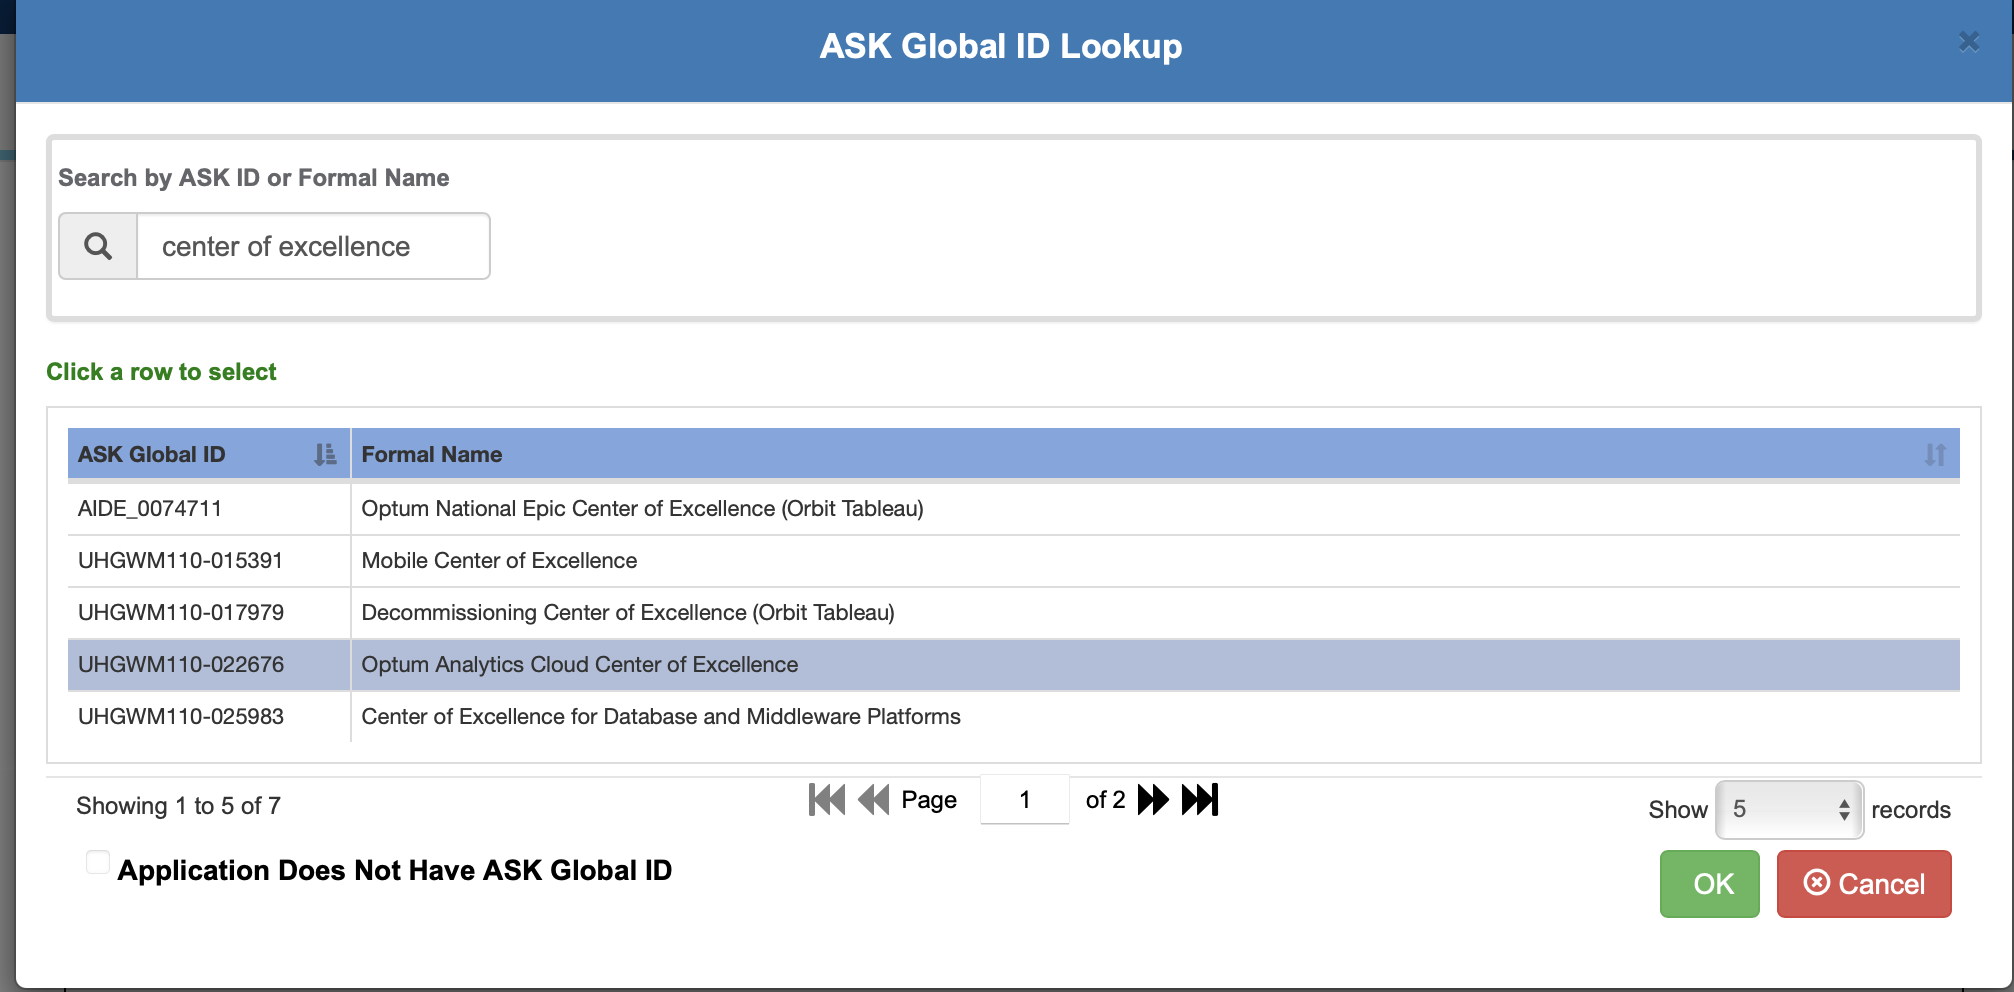 ASK Global ID Lookup
Search by ASK ID or Formal Name
center of excellence
Click a row to select
ASK Global ID Formal Name
AIDE_0074711 Optum National Epic Center of Excellence (Orbit Tableau)
UHGWM110-015391 Mobile Center of Excellence
UHGWM110-017979 Decommissioning Center of Excellence (Orbit Tableau)
UHGWM110-022676 Optum Analytics Cloud Center of Excellence
UHGWM110-025983 Center of Excellence for Database and Middleware Platforms
Showing 1 to 5 of 7 Page 1 of 2 Show 5 records
Application Does Not Have ASK Global ID
OK Cancel